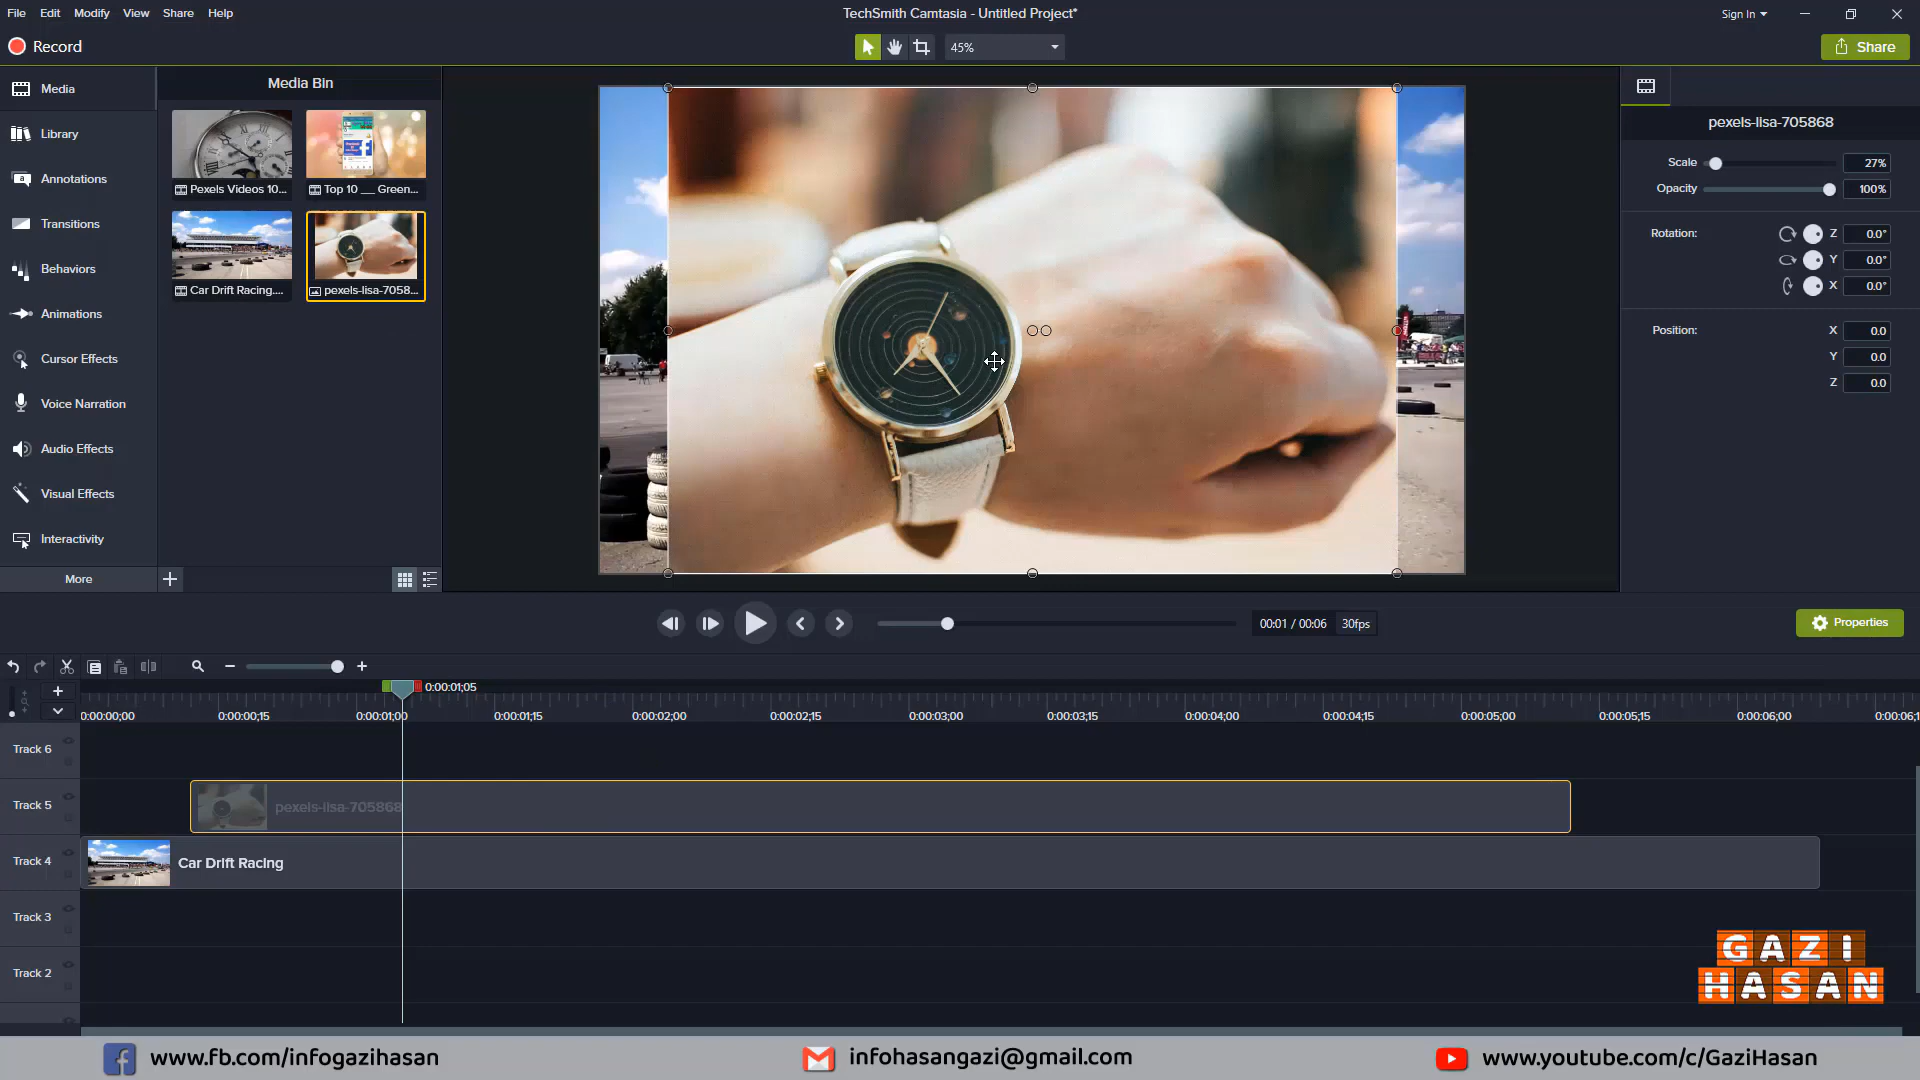 File Edit Modify View Share Help
TechSmith Camtasia - Untitled Project*
Sign In
Record
45%
Share
Media
Library
Annotations
Transitions
Behaviors
Animations
Cursor Effects
Voice Narration
Audio Effects
Visual Effects
Interactivity
More
Media Bin
Pexels Videos 10...
Top 10 __ Green...
Car Drift Racing....
pexels-lisa-7058...
pexels-lisa-705868
Scale 27%
Opacity 100%
Rotation: Z 0.0°
Y 0.0°
X 0.0°
Position: X 0.0
Y 0.0
Z 0.0
00:01 / 00:06 30fps
Properties
0:00:01;05
0:00:00;00 0:00:00;15 0:00:01;00 0:00:01;15 0:00:02;00 0:00:02;15 0:00:03;00 0:00:03;15 0:00:04;00 0:00:04;15 0:00:05;00 0:00:05;15 0:00:06;00 0:00:06;1
Track 6
Track 5
pexels-lisa-705868
Track 4
Car Drift Racing
Track 3
Track 2
GAZI
HASAN
www.fb.com/infogazihasan
infohasangazi@gmail.com
www.youtube.com/c/GaziHasan